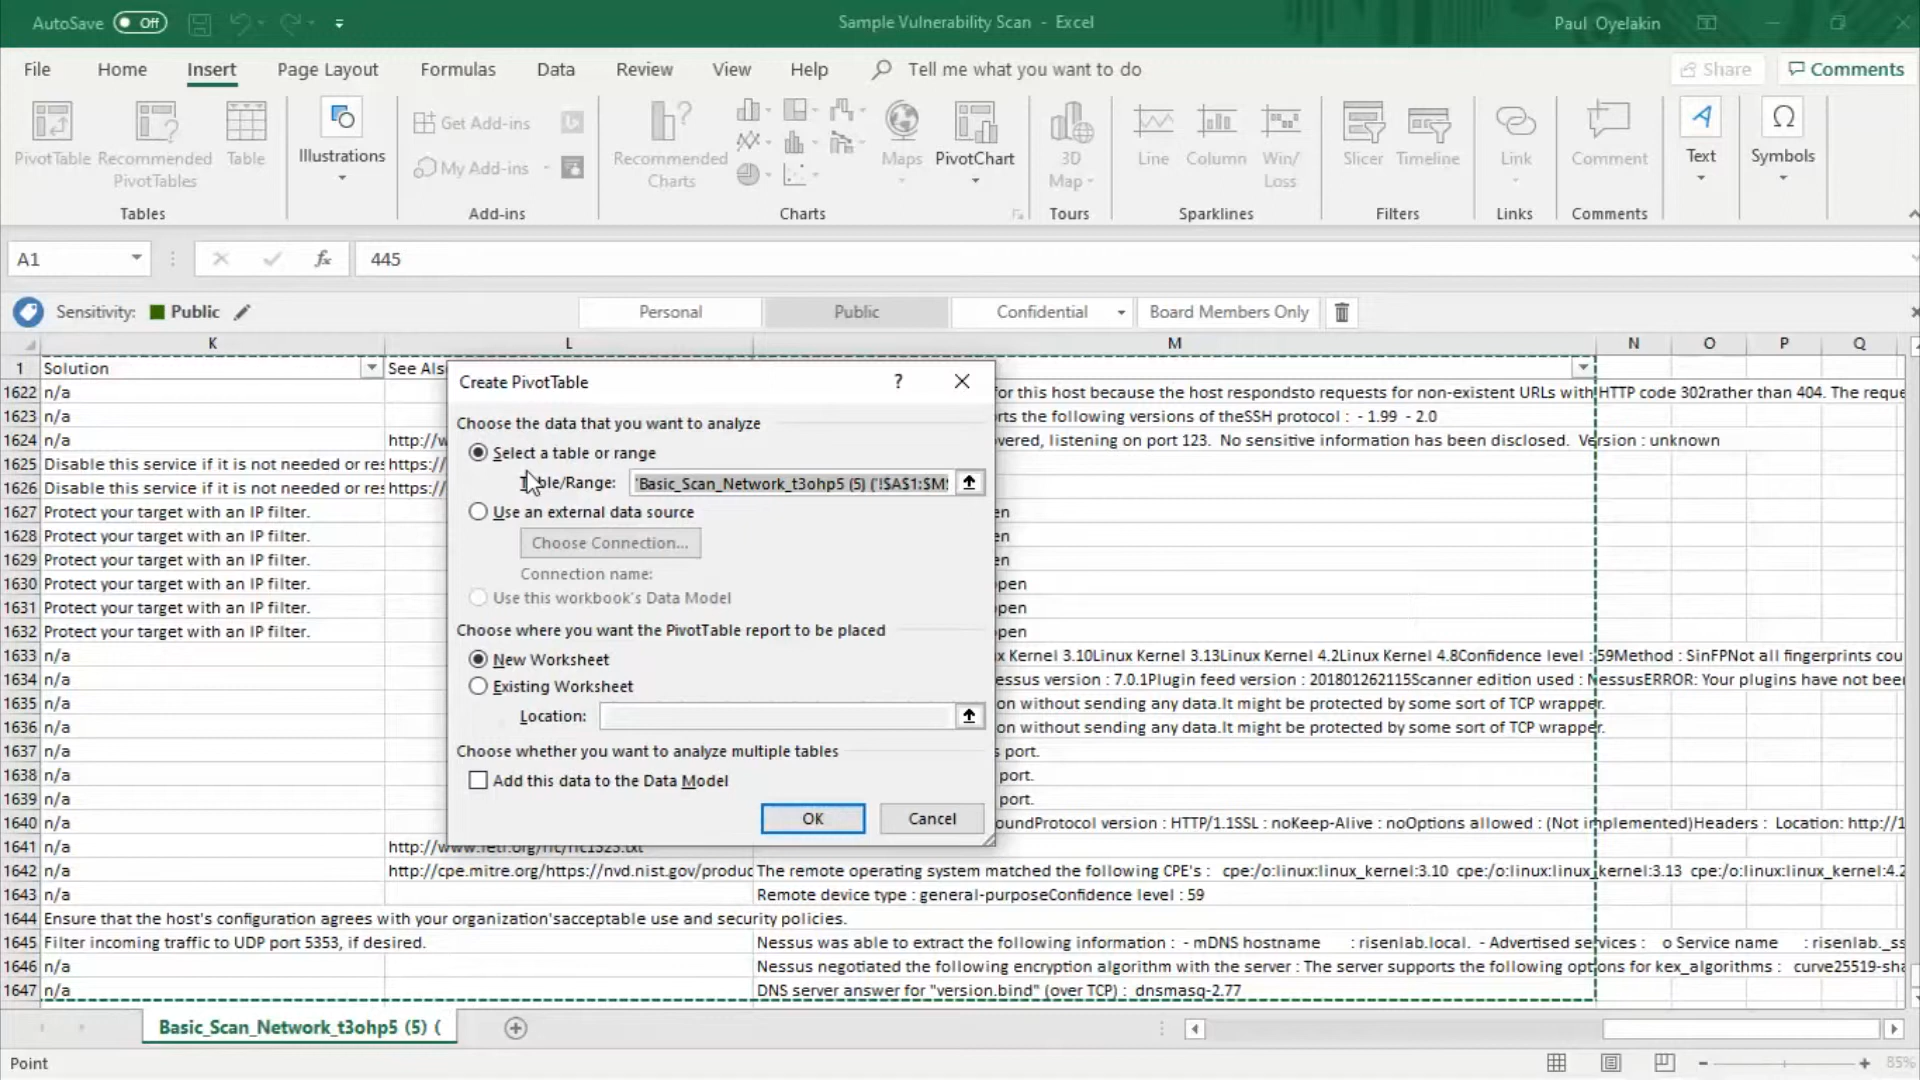 AutoSave Off
Sample Vulnerability Scan - Excel
Paul Oyelakin
File Home Insert Page Layout Formulas Data Review View Help Tell me what you want to do
Share Comments
PivotTable Recommended PivotTables Table Illustrations
Get Add-ins
My Add-ins
Recommended Charts
Maps PivotChart 3D Map Line Column Win/Loss Slicer Timeline Link Comment Text Symbols
Tables Add-ins Charts Tours Sparklines Filters Links Comments
A1 fx 445
Sensitivity: Public Personal Public Confidential Board Members Only
K L M N O P Q
1 Solution See Als
Create PivotTable ?
Choose the data that you want to analyze
Select a table or range
Table/Range: 'Basic_Scan_Network_t3ohp5 (5) ('!$A$1:$M
Use an external data source
Choose Connection...
Connection name:
Use this workbook's Data Model
Choose where you want the PivotTable report to be placed
New Worksheet
Existing Worksheet
Location:
Choose whether you want to analyze multiple tables
Add this data to the Data Model
OK Cancel
1622 n/a for this host because the host respondsto requests for non-existent URLs with HTTP code 302rather than 404. The reque
1623 n/a rts the following versions of theSSH protocol : - 1.99 - 2.0
1624 n/a http://w vered, listening on port 123. No sensitive information has been disclosed. Version : unknown
1625 Disable this service if it is not needed or res https://
1626 Disable this service if it is not needed or res https://
1627 Protect your target with an IP filter. en
1628 Protect your target with an IP filter. en
1629 Protect your target with an IP filter. en
1630 Protect your target with an IP filter. open
1631 Protect your target with an IP filter. open
1632 Protect your target with an IP filter. open
1633 n/a x Kernel 3.10Linux Kernel 3.13Linux Kernel 4.2Linux Kernel 4.8Confidence level : 59Method : SinFPNot all fingerprints cou
1634 n/a essus version : 7.0.1Plugin feed version : 201801262115Scanner edition used : NessusERROR: Your plugins have not been
1635 n/a on without sending any data.It might be protected by some sort of TCP wrapper.
1636 n/a on without sending any data.It might be protected by some sort of TCP wrapper.
1637 n/a s port.
1638 n/a port.
1639 n/a port.
1640 n/a oundProtocol version : HTTP/1.1SSL : noKeep-Alive : noOptions allowed : (Not implemented)Headers : Location: http://1
1641 n/a
1642 n/a http://cpe.mitre.org/https://nvd.nist.gov/produc The remote operating system matched the following CPE's : cpe:/o:linux:linux_kernel:3.10 cpe:/o:linux:linux_kernel:3.13 cpe:/o:linux:linux_kernel:4.2
1643 n/a Remote device type : general-purposeConfidence level : 59
1644 Ensure that the host's configuration agrees with your organization'sacceptable use and security policies.
1645 Filter incoming traffic to UDP port 5353, if desired. Nessus was able to extract the following information : - mDNS hostname : risenlab.local. - Advertised services : o Service name : risenlab._ss
1646 n/a Nessus negotiated the following encryption algorithm with the server : The server supports the following options for kex_algorithms : curve25519-sha
1647 n/a DNS server answer for "version.bind" (over TCP) : dnsmasq-2.77
Basic_Scan_Network_t3ohp5 (5) (
Point 85%